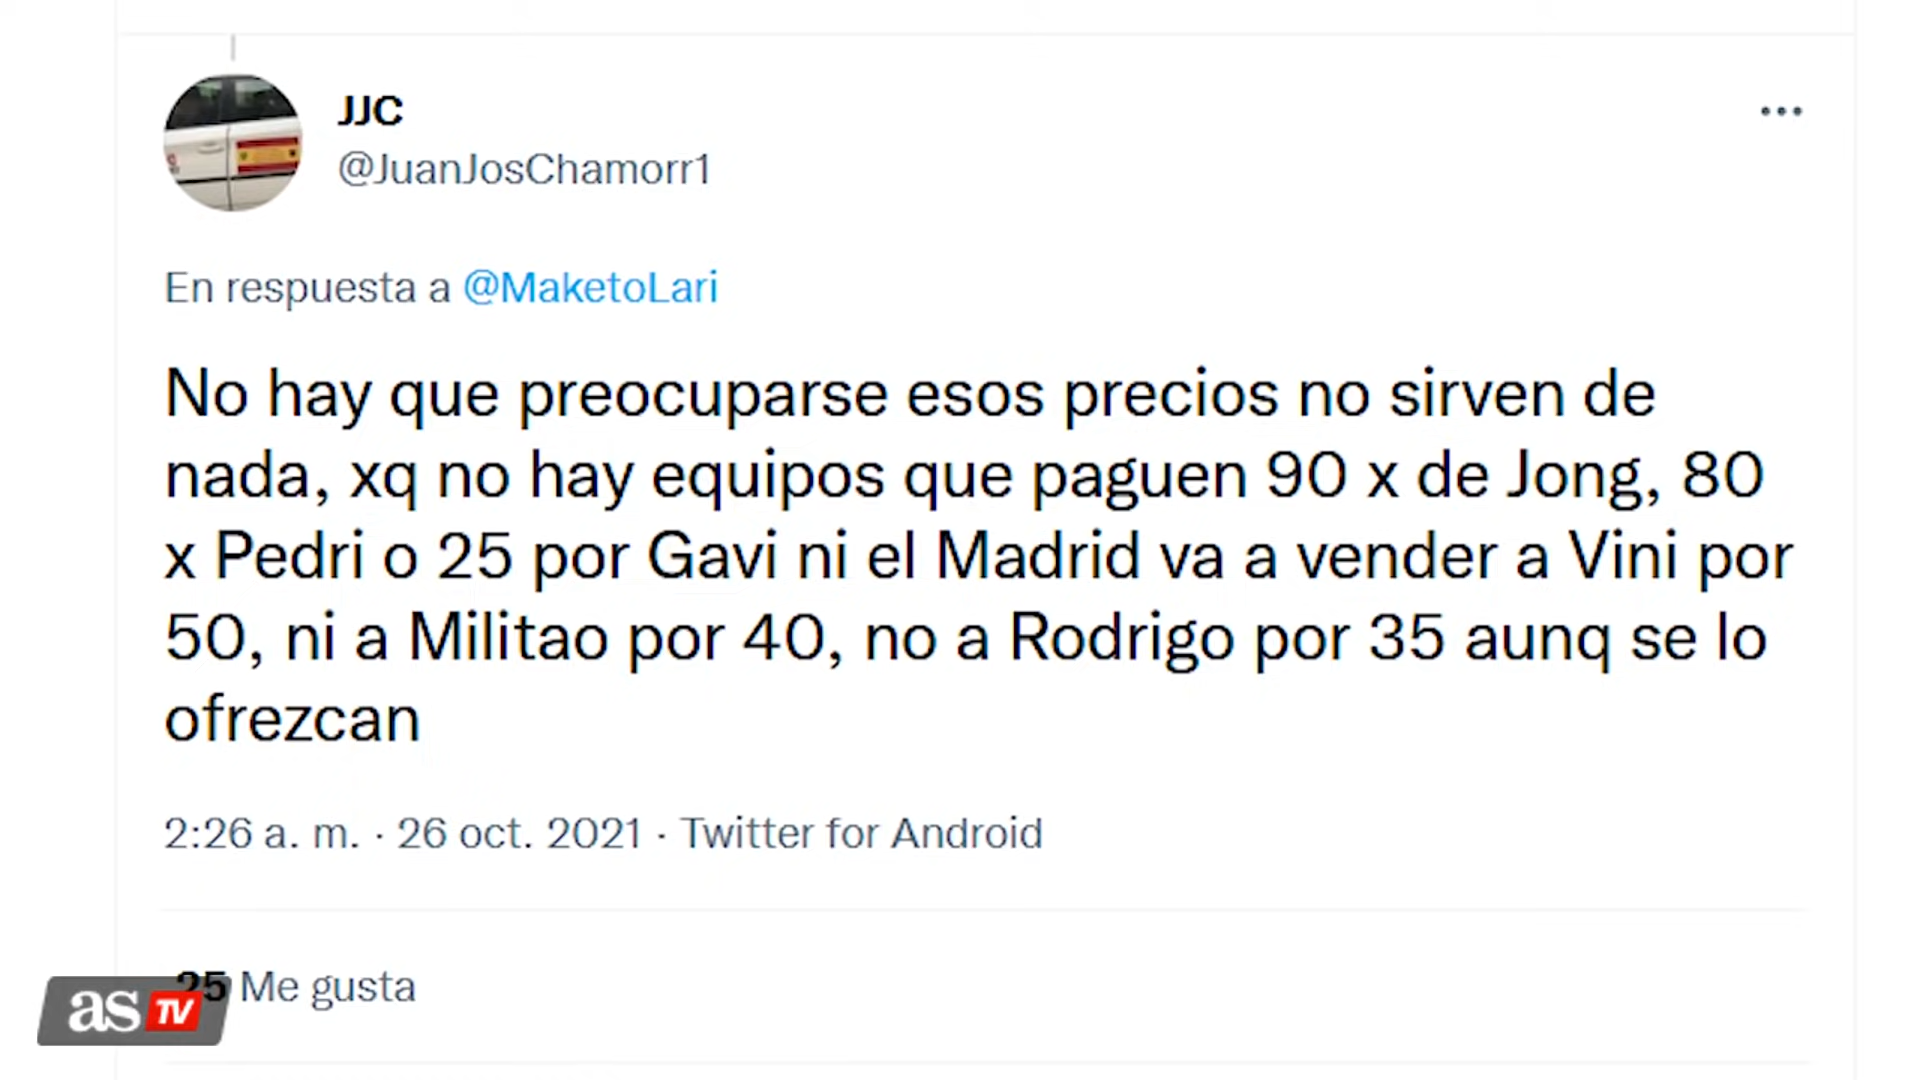 JJC
@JuanJosChamorr1
En respuesta a @MaketoLari
No hay que preocuparse esos precios no sirven de
nada, xq no hay equipos que paguen 90 x de Jong, 80
x Pedri o 25 por Gavi ni el Madrid va a vender a Vini por
50, ni a Militao por 40, no a Rodrigo por 35 aunq se lo
ofrezcan
2:26 a. m. · 26 oct. 2021 · Twitter for Android
25 Me gusta
as TV